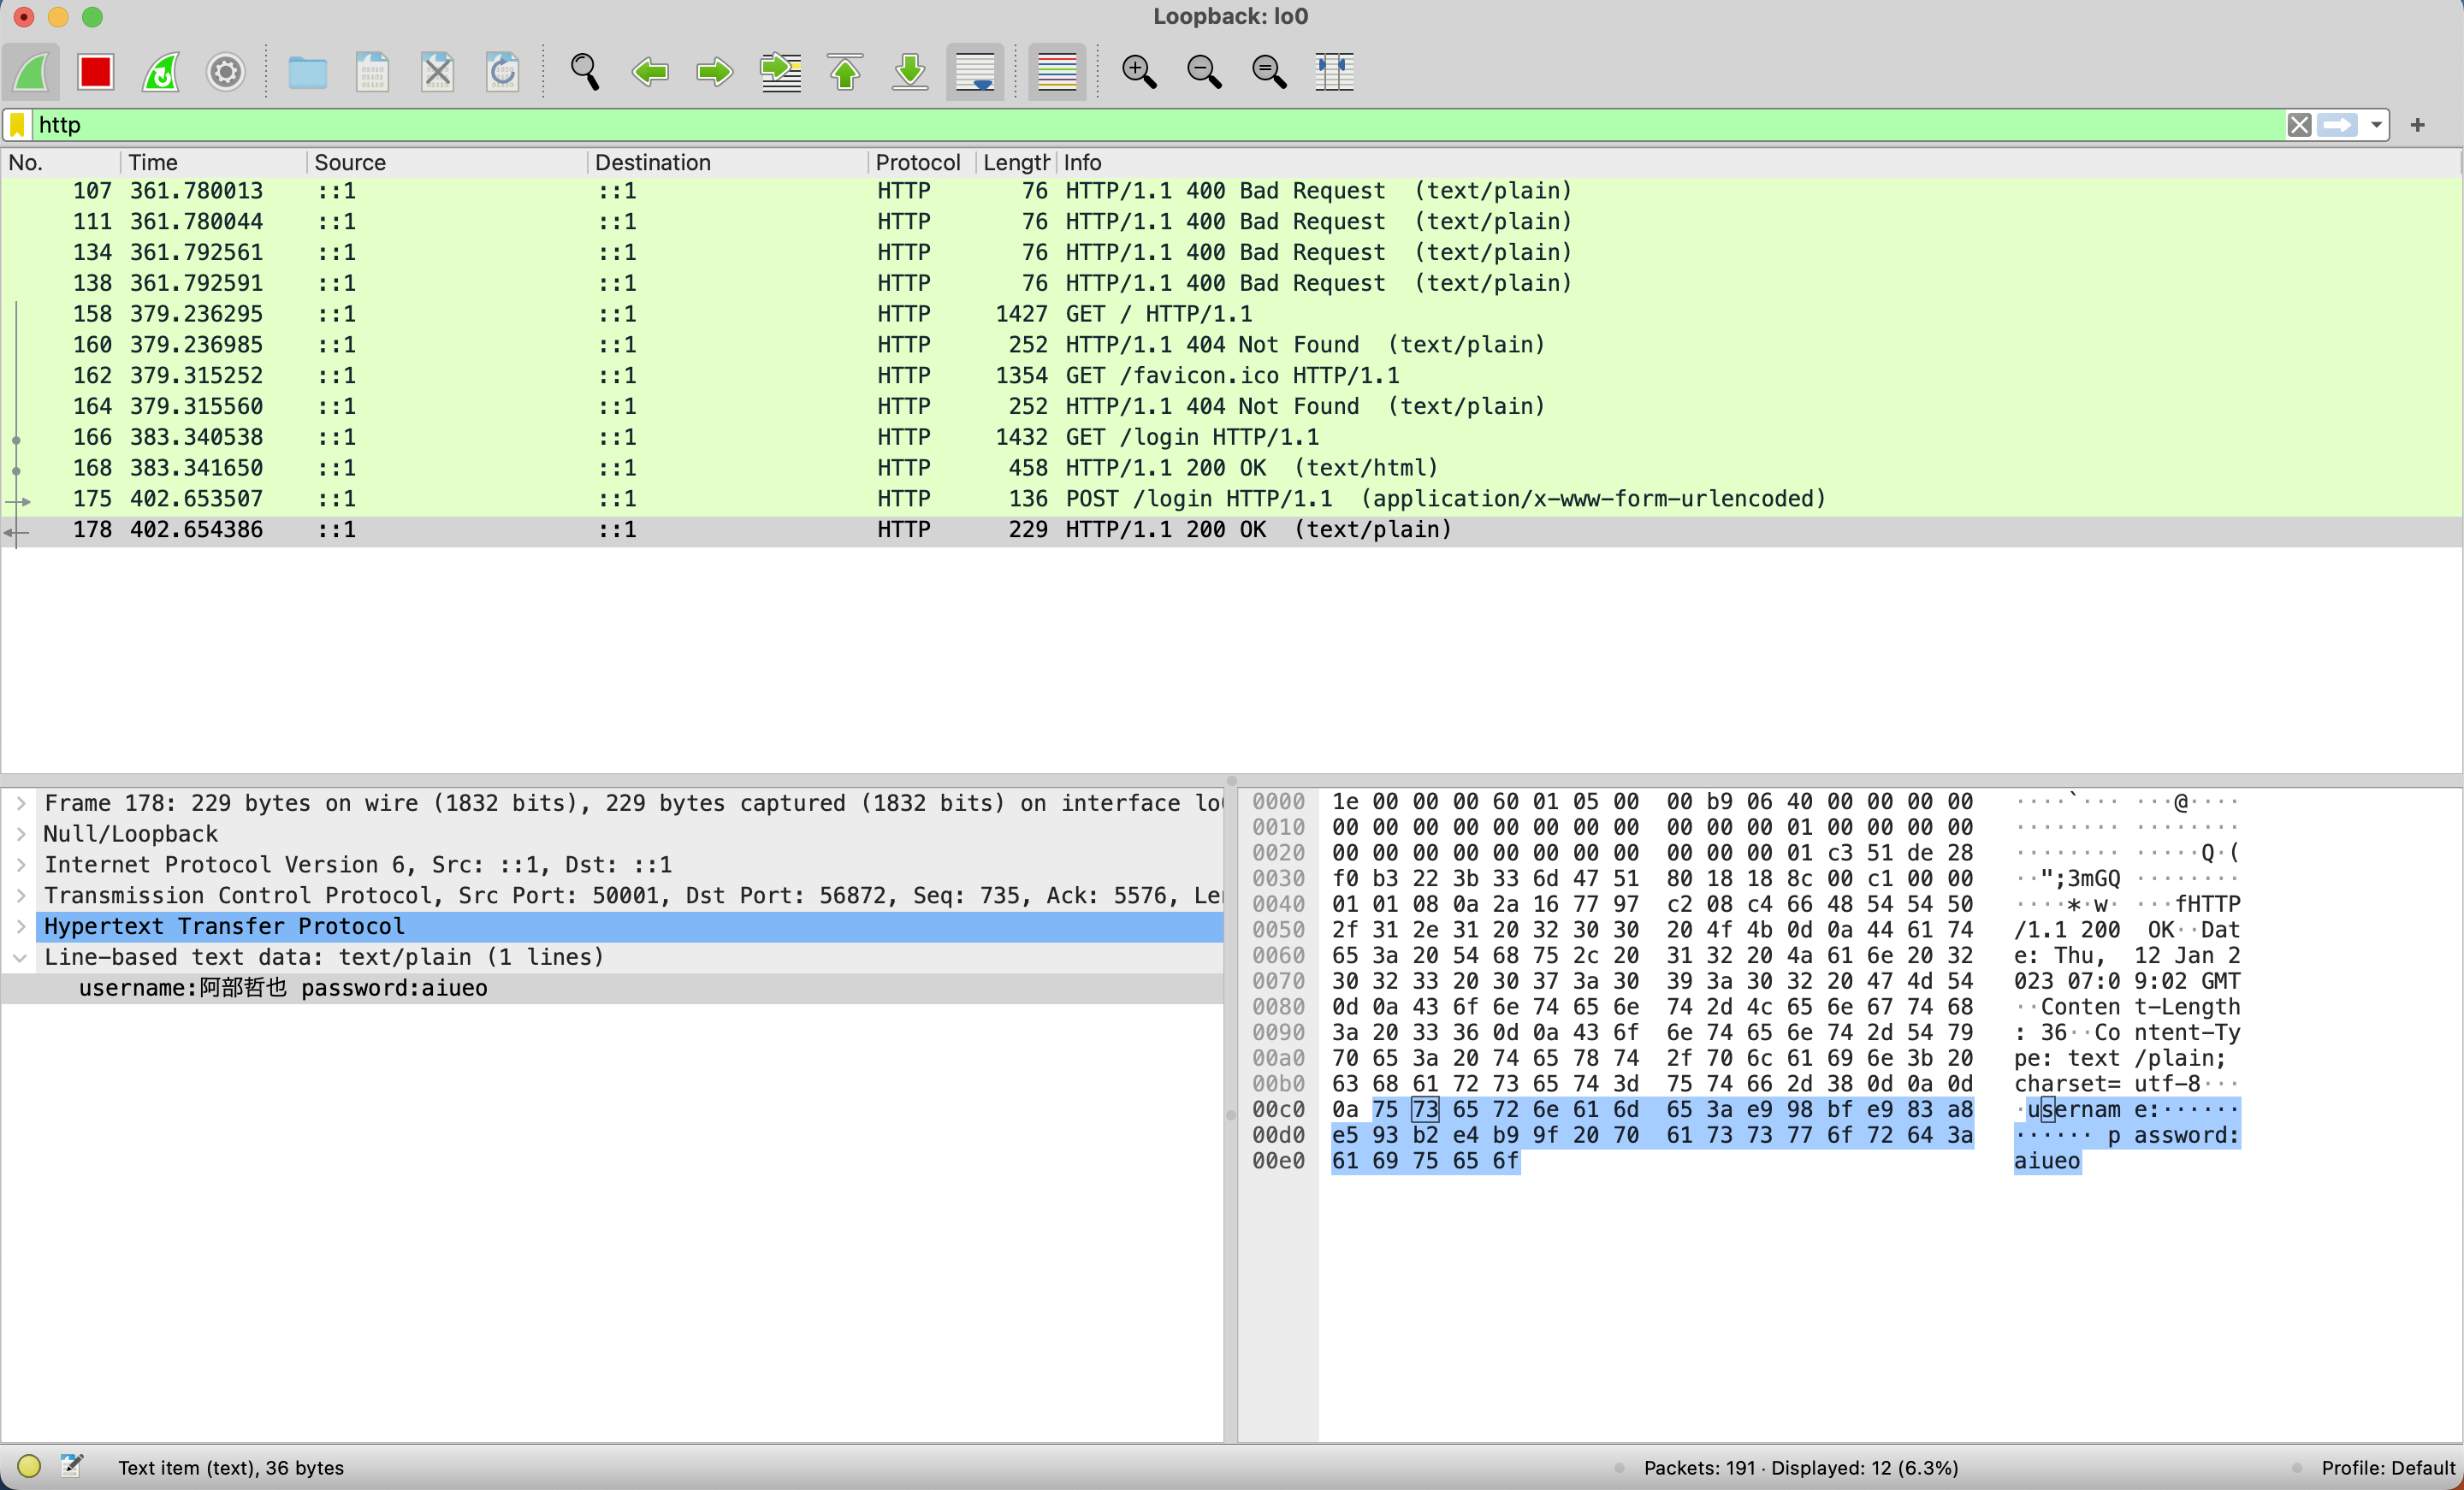 Loopback: lo0
http
No. Time Source Destination Protocol Length Info
107 361.780013 ::1 ::1 HTTP 76 HTTP/1.1 400 Bad Request (text/plain)
111 361.780044 ::1 ::1 HTTP 76 HTTP/1.1 400 Bad Request (text/plain)
134 361.792561 ::1 ::1 HTTP 76 HTTP/1.1 400 Bad Request (text/plain)
138 361.792591 ::1 ::1 HTTP 76 HTTP/1.1 400 Bad Request (text/plain)
158 379.236295 ::1 ::1 HTTP 1427 GET / HTTP/1.1
160 379.236985 ::1 ::1 HTTP 252 HTTP/1.1 404 Not Found (text/plain)
162 379.315252 ::1 ::1 HTTP 1354 GET /favicon.ico HTTP/1.1
164 379.315560 ::1 ::1 HTTP 252 HTTP/1.1 404 Not Found (text/plain)
166 383.340538 ::1 ::1 HTTP 1432 GET /login HTTP/1.1
168 383.341650 ::1 ::1 HTTP 458 HTTP/1.1 200 OK (text/html)
175 402.653507 ::1 ::1 HTTP 136 POST /login HTTP/1.1 (application/x-www-form-urlencoded)
178 402.654386 ::1 ::1 HTTP 229 HTTP/1.1 200 OK (text/plain)
Frame 178: 229 bytes on wire (1832 bits), 229 bytes captured (1832 bits) on interface lo
Null/Loopback
Internet Protocol Version 6, Src: ::1, Dst: ::1
Transmission Control Protocol, Src Port: 50001, Dst Port: 56872, Seq: 735, Ack: 5576, Le
Hypertext Transfer Protocol
Line-based text data: text/plain (1 lines)
username:阿部哲也 password:aiueo
0000 1e 00 00 00 60 01 05 00 00 b9 06 40 00 00 00 00 ····`··· ···@····
0010 00 00 00 00 00 00 00 00 00 00 00 01 00 00 00 00 ········ ········
0020 00 00 00 00 00 00 00 00 00 00 00 01 c3 51 de 28 ········ ·····Q·(
0030 f0 b3 22 3b 33 6d 47 51 80 18 18 8c 00 c1 00 00 ··";3mGQ ········
0040 01 01 08 0a 2a 16 77 97 c2 08 c4 66 48 54 54 50 ····*·w· ···fHTTP
0050 2f 31 2e 31 20 32 30 30 20 4f 4b 0d 0a 44 61 74 /1.1 200 OK··Dat
0060 65 3a 20 54 68 75 2c 20 31 32 20 4a 61 6e 20 32 e: Thu, 12 Jan 2
0070 30 32 33 20 30 37 3a 30 39 3a 30 32 20 47 4d 54 023 07:0 9:02 GMT
0080 0d 0a 43 6f 6e 74 65 6e 74 2d 4c 65 6e 67 74 68 ··Conten t-Length
0090 3a 20 33 36 0d 0a 43 6f 6e 74 65 6e 74 2d 54 79 : 36··Co ntent-Ty
00a0 70 65 3a 20 74 65 78 74 2f 70 6c 61 69 6e 3b 20 pe: text /plain;
00b0 63 68 61 72 73 65 74 3d 75 74 66 2d 38 0d 0a 0d charset= utf-8···
00c0 0a 75 73 65 72 6e 61 6d 65 3a e9 98 bf e9 83 a8 ·usernam e:······
00d0 e5 93 b2 e4 b9 9f 20 70 61 73 73 77 6f 72 64 3a ······ p assword:
00e0 61 69 75 65 6f aiueo
Text item (text), 36 bytes
Packets: 191 · Displayed: 12 (6.3%)
Profile: Default